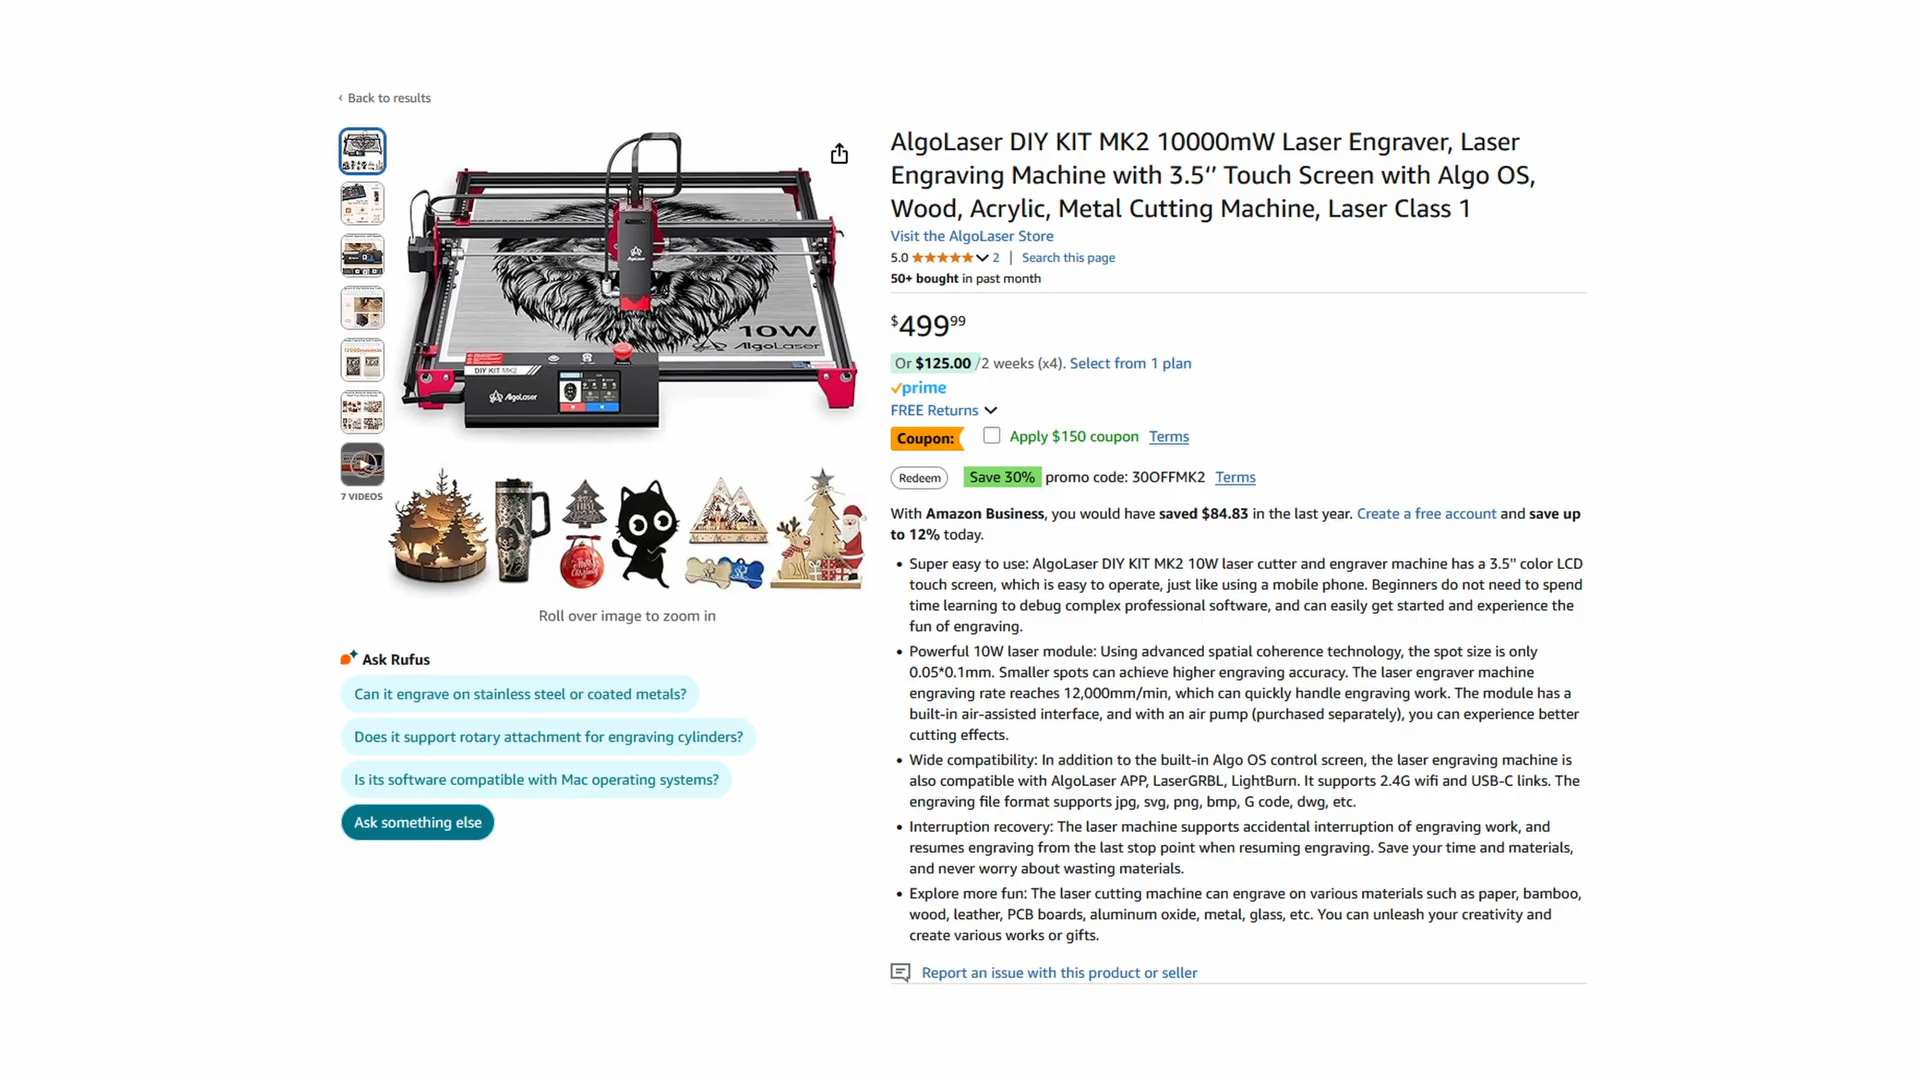 ‹ Back to results
7 VIDEOS
10W
AlgoLaser
DIY KIT MK2
AlgoLaser
Roll over image to zoom in
Ask Rufus
Can it engrave on stainless steel or coated metals?
Does it support rotary attachment for engraving cylinders?
Is its software compatible with Mac operating systems?
Ask something else
AlgoLaser DIY KIT MK2 10000mW Laser Engraver, Laser
Engraving Machine with 3.5‘’ Touch Screen with Algo OS,
Wood, Acrylic, Metal Cutting Machine, Laser Class 1
Visit the AlgoLaser Store
5.0 2 | Search this page
50+ bought in past month
$499 99
Or $125.00 /2 weeks (x4). Select from 1 plan
prime
FREE Returns
Coupon: Apply $150 coupon Terms
Redeem Save 30% promo code: 30OFFMK2 Terms
With Amazon Business, you would have saved $84.83 in the last year. Create a free account and save up
to 12% today.
• Super easy to use: AlgoLaser DIY KIT MK2 10W laser cutter and engraver machine has a 3.5" color LCD
touch screen, which is easy to operate, just like using a mobile phone. Beginners do not need to spend
time learning to debug complex professional software, and can easily get started and experience the
fun of engraving.
• Powerful 10W laser module: Using advanced spatial coherence technology, the spot size is only
0.05*0.1mm. Smaller spots can achieve higher engraving accuracy. The laser engraver machine
engraving rate reaches 12,000mm/min, which can quickly handle engraving work. The module has a
built-in air-assisted interface, and with an air pump (purchased separately), you can experience better
cutting effects.
• Wide compatibility: In addition to the built-in Algo OS control screen, the laser engraving machine is
also compatible with AlgoLaser APP, LaserGRBL, LightBurn. It supports 2.4G wifi and USB-C links. The
engraving file format supports jpg, svg, png, bmp, G code, dwg, etc.
• Interruption recovery: The laser machine supports accidental interruption of engraving work, and
resumes engraving from the last stop point when resuming engraving. Save your time and materials,
and never worry about wasting materials.
• Explore more fun: The laser cutting machine can engrave on various materials such as paper, bamboo,
wood, leather, PCB boards, aluminum oxide, metal, glass, etc. You can unleash your creativity and
create various works or gifts.
Report an issue with this product or seller